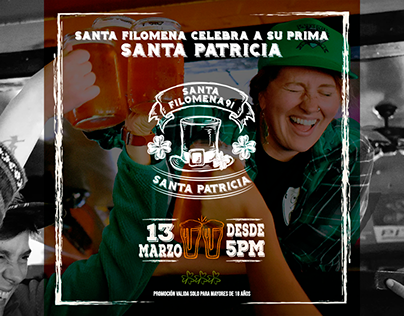 SANTA FILOMENA CELEBRA A SU PRIMA
SANTA PATRICIA
SANTA
FILOMENA91
SANTA PATRICIA
13
MARZO
DESDE
5PM
PROMOCIÓN VALIDA SOLO PARA MAYORES DE 18 AÑOS